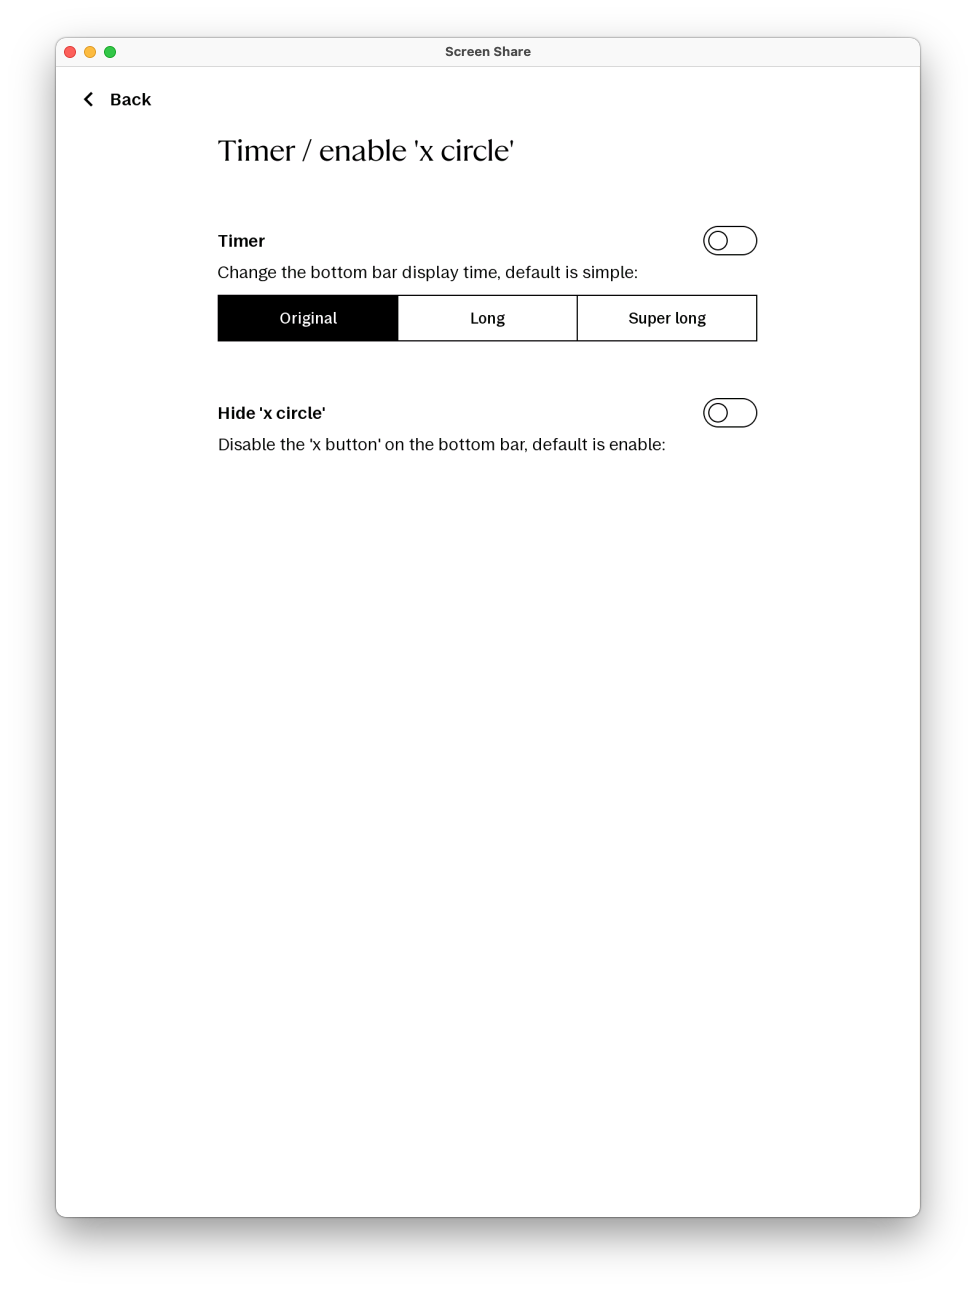 Screen Share
Back
Timer / enable 'x circle'
Timer
Change the bottom bar display time, default is simple:
Original
Long
Super long
Hide 'x circle'
Disable the 'x button' on the bottom bar, default is enable: